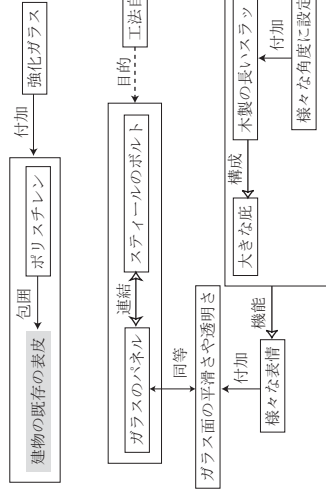 強化ガラス
付加
ポリスチレン
包囲
建物の既存の表皮
工法自
目的
スティールのボルト
連結
ガラスのパネル
同等
ガラス面の平滑さや透明さ
付加
様々な表情
機能
大きな庇
構成
木製の長いスラッ
付加
様々な角度に設定